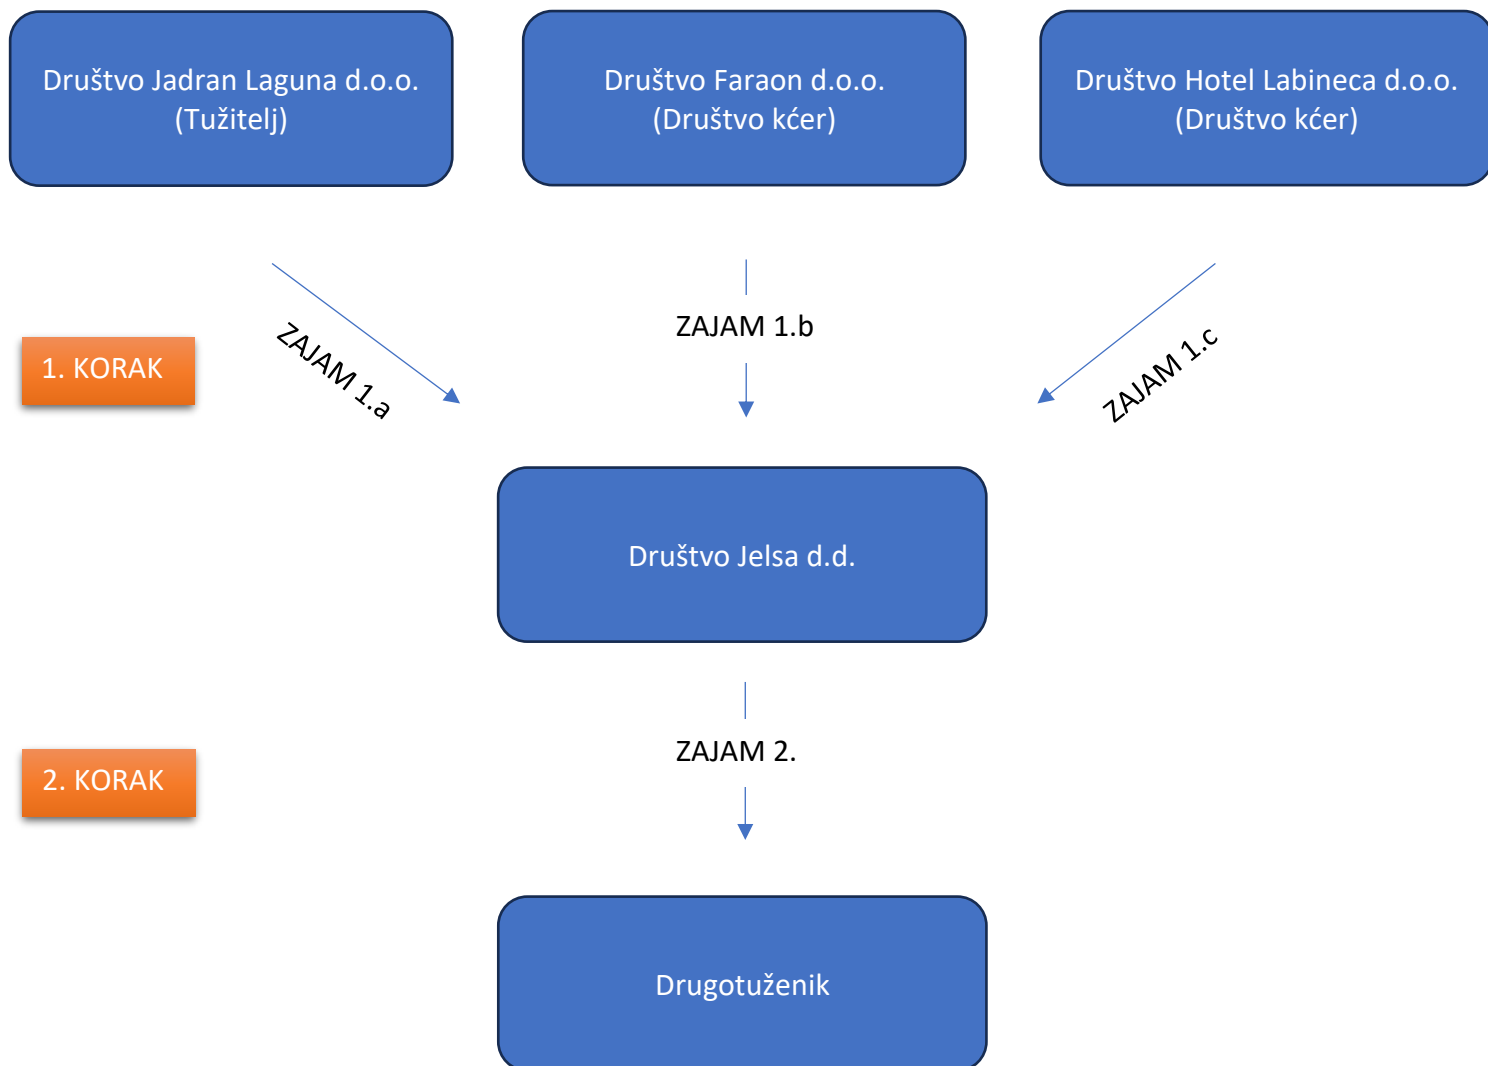 Društvo Jadran Laguna d.o.o.
(Tužitelj)
Društvo Faraon d.o.o.
(Društvo kćer)
Društvo Hotel Labineca d.o.o.
(Društvo kćer)
1. KORAK
ZAJAM 1.a
ZAJAM 1.b
ZAJAM 1.c
Društvo Jelsa d.d.
2. KORAK
ZAJAM 2.
Drugotuženik